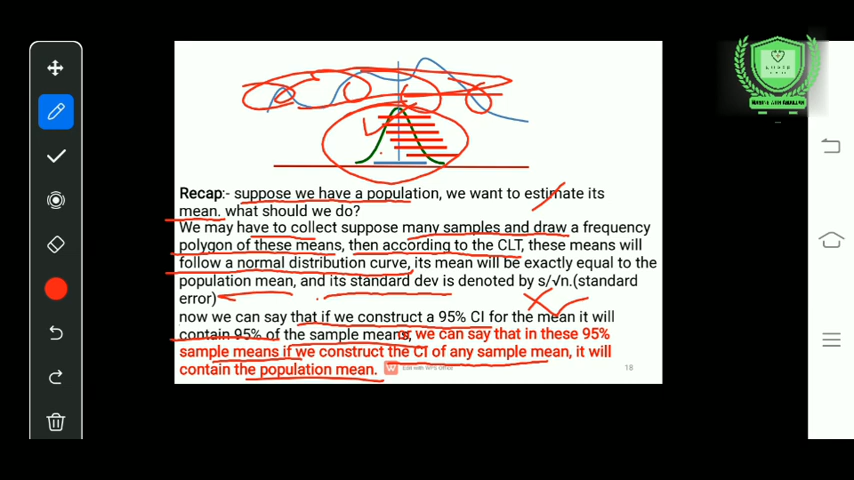 Recap:- suppose we have a population, we want to estimate its
mean. what should we do?
We may have to collect suppose many samples and draw a frequency
polygon of these means, then according to the CLT, these means will
follow a normal distribution curve, its mean will be exactly equal to the
population mean, and its standard dev is denoted by s/√n.(standard
error)
now we can say that if we construct a 95% CI for the mean it will
contain 95% of the sample means, or we can say that in these 95%
sample means if we construct the CI of any sample mean, it will
contain the population mean.
Edit with WPS Office
18